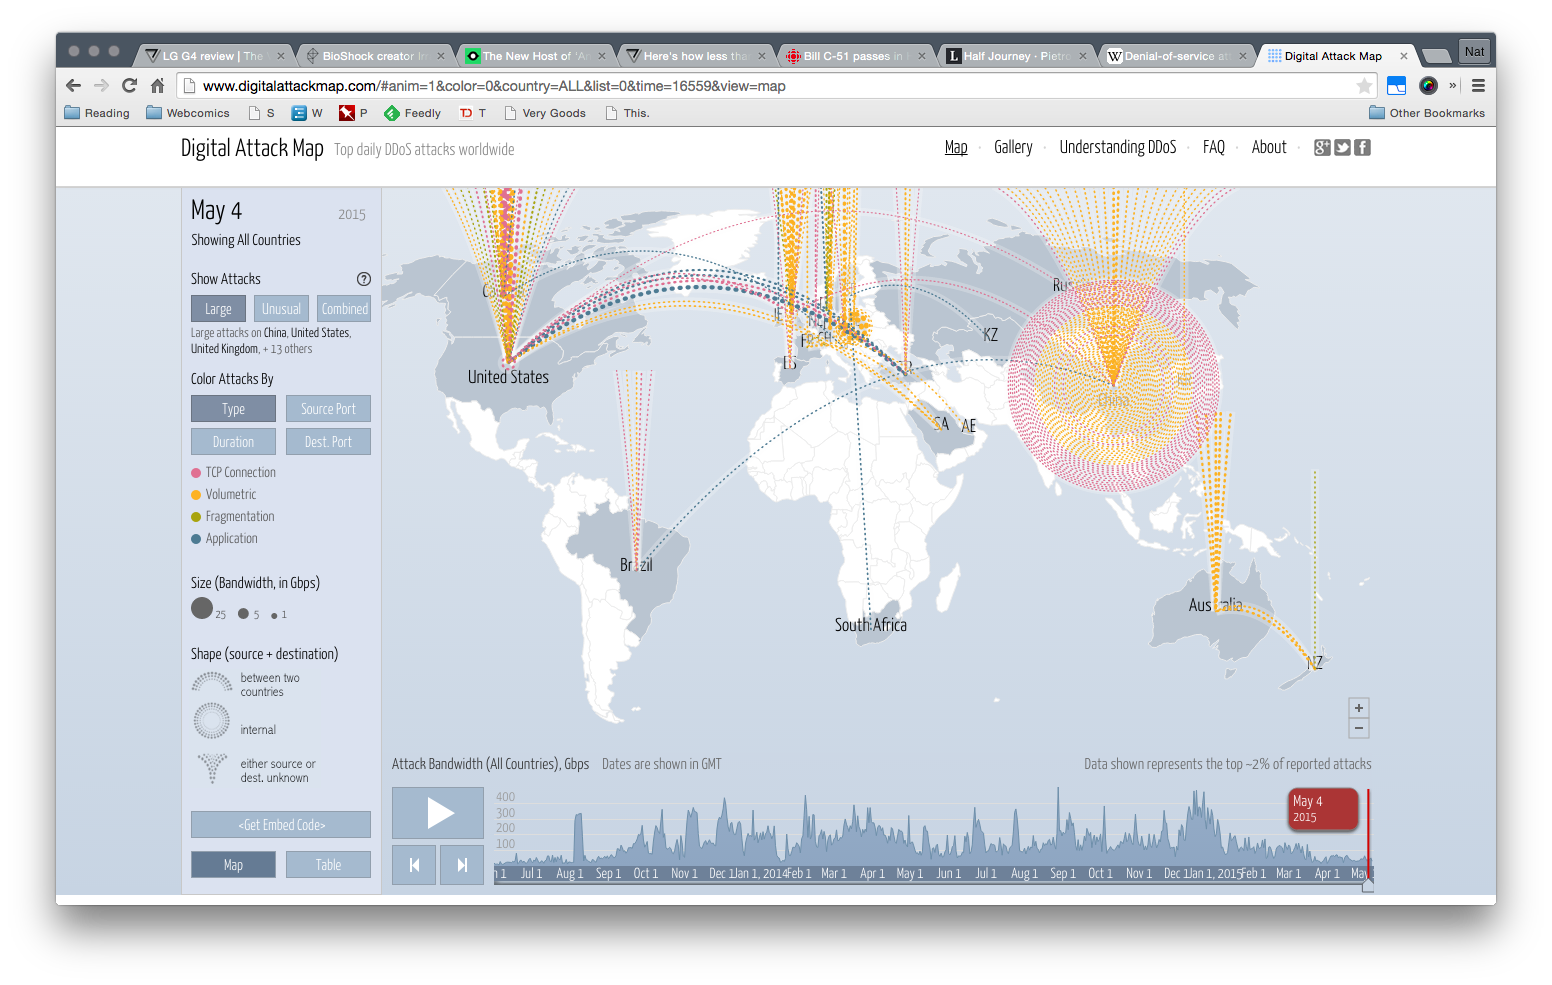 LG G4 review | The
BioShock creator
The New Host of
Here's how less tha
Bill C-51 passes in
Half Journey - Pietro
Denial-of-service at
Digital Attack Map
Nat
www.digitalattackmap.com/#anim=1&color=0&country=ALL&list=0&time=16559&view=map
Reading
Webcomics
S
W
P
Feedly
T
Very Goods
This.
Other Bookmarks
Digital Attack Map
Top daily DDoS attacks worldwide
Map
Gallery
Understanding DDoS
FAQ
About
May 4
2015
Showing All Countries
Show Attacks
?
Large
Unusual
Combined
Large attacks on China, United States,
United Kingdom, + 13 others
Color Attacks By
Type
Source Port
Duration
Dest. Port
TCP Connection
Volumetric
Fragmentation
Application
Size (Bandwidth, in Gbps)
25
5
1
Shape (source + destination)
between two
countries
internal
either source or
dest. unknown
<Get Embed Code>
Map
Table
United States
IE
FR
ES
KZ
China
SA
AE
Brazil
South Africa
Australia
NZ
+
−
Attack Bandwidth (All Countries), Gbps
Dates are shown in GMT
Data shown represents the top ~2% of reported attacks
400
300
200
100
May 4
2015
Jul 1
Aug 1
Sep 1
Oct 1
Nov 1
Dec 1
Jan 1, 2014
Feb 1
Mar 1
Apr 1
May 1
Jun 1
Jul 1
Aug 1
Sep 1
Oct 1
Nov 1
Dec 1
Jan 1, 2015
Feb 1
Mar 1
Apr 1
May